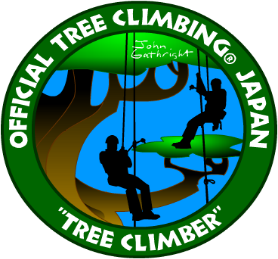 OFFICIAL TREE CLIMBING® JAPAN
John
Gathright
"TREE CLIMBER"